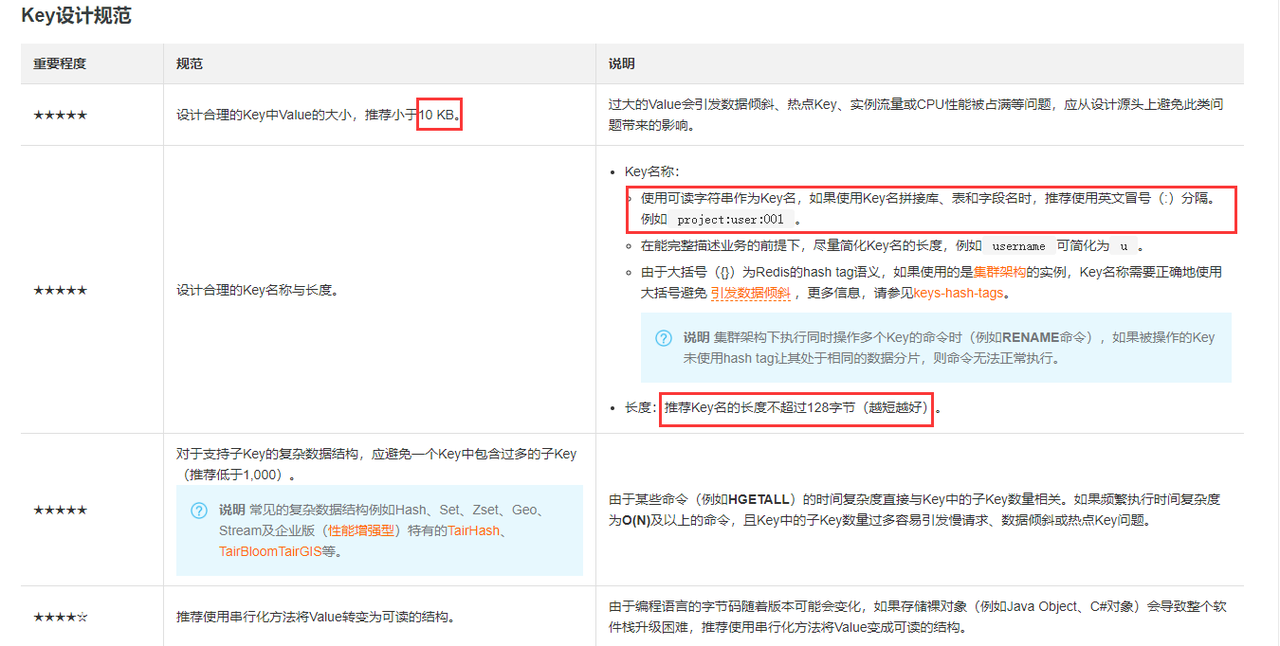 Key设计规范
重要程度
规范
说明
★★★★★
设计合理的Key中Value的大小，推荐小于10 KB。
过大的Value会引发数据倾斜、热点Key、实例流量或CPU性能被占满等问题，应从设计源头上避免此类问
题带来的影响。
★★★★★
设计合理的Key名称与长度。
• Key名称：
使用可读字符串作为Key名，如果使用Key名拼接库、表和字段名时，推荐使用英文冒号（:）分隔。
例如 project:user:001 。
在能完整描述业务的前提下，尽量简化Key名的长度，例如 username 可简化为 u 。
由于大括号（{}）为Redis的hash tag语义，如果使用的是集群架构的实例，Key名称需要正确地使用
大括号避免 引发数据倾斜 ，更多信息，请参见keys-hash-tags。
说明 集群架构下执行同时操作多个Key的命令时（例如RENAME命令），如果被操作的Key
未使用hash tag让其处于相同的数据分片，则命令无法正常执行。
• 长度：推荐Key名的长度不超过128字节（越短越好）。
★★★★★
对于支持子Key的复杂数据结构，应避免一个Key中包含过多的子Key
（推荐低于1,000）。
说明 常见的复杂数据结构例如Hash、Set、Zset、Geo、
Stream及企业版（性能增强型）特有的TairHash、
TairBloomTairGIS等。
由于某些命令（例如HGETALL）的时间复杂度直接与Key中的子Key数量相关。如果频繁执行时间复杂度
为O(N)及以上的命令，且Key中的子Key数量过多容易引发慢请求、数据倾斜或热点Key问题。
★★★★☆
推荐使用串行化方法将Value转变为可读的结构。
由于编程语言的字节码随着版本可能会变化，如果存储裸对象（例如Java Object、C#对象）会导致整个软
件栈升级困难，推荐使用串行化方法将Value变成可读的结构。